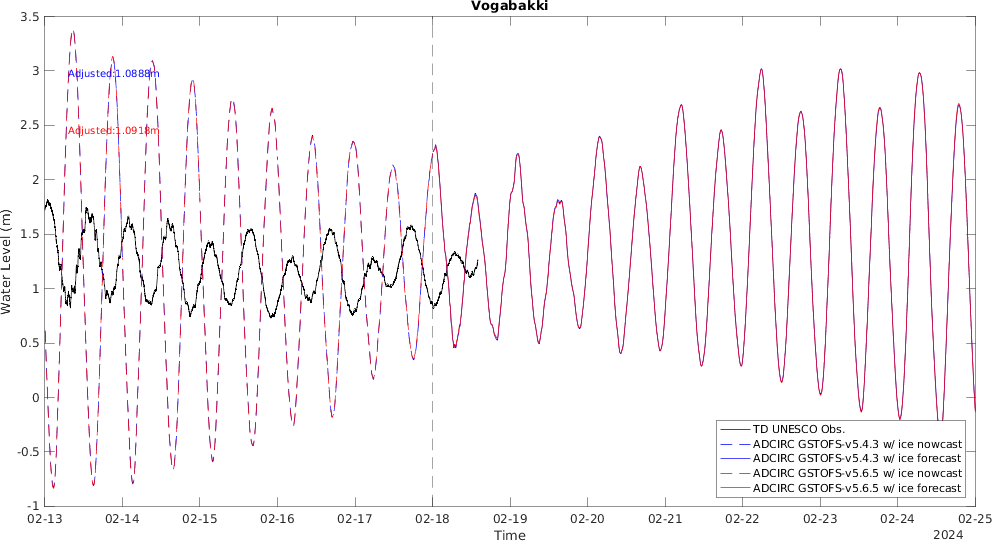 Vogabakki
3.5
3
2.5
2
1.5
1
0.5
0
-0.5
-1
Water Level (m)
Adjusted:1.0888m
Adjusted:1.0918m
TD UNESCO Obs.
ADCIRC GSTOFS-v5.4.3 w/ ice nowcast
ADCIRC GSTOFS-v5.4.3 w/ ice forecast
ADCIRC GSTOFS-v5.6.5 w/ ice nowcast
ADCIRC GSTOFS-v5.6.5 w/ ice forecast
02-13 02-14 02-15 02-16 02-17 02-18 02-19 02-20 02-21 02-22 02-23 02-24 02-25
Time
2024